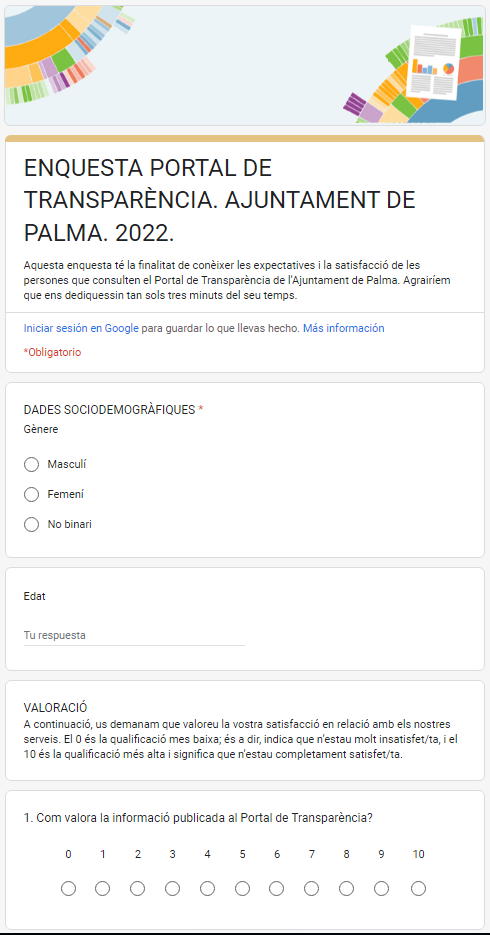 ENQUESTA PORTAL DE
TRANSPARÈNCIA. AJUNTAMENT DE
PALMA. 2022.
Aquesta enquesta té la finalitat de conèixer les expectatives i la satisfacció de les
persones que consulten el Portal de Transparència de l'Ajuntament de Palma. Agrairíem
que ens dediquessin tan sols tres minuts del seu temps.
Iniciar sesión en Google para guardar lo que llevas hecho. Más información
*Obligatorio
DADES SOCIODEMOGRÀFIQUES *
Gènere
Masculí
Femení
No binari
Edat
Tu respuesta
VALORACIÓ
A continuació, us demanam que valoreu la vostra satisfacció en relació amb els nostres
serveis. El 0 és la qualificació mes baixa; és a dir, indica que n'estau molt insatisfet/ta, i el
10 és la qualificació més alta i significa que n'estau completament satisfet/ta.
1. Com valora la informació publicada al Portal de Transparència?
0 1 2 3 4 5 6 7 8 9 10